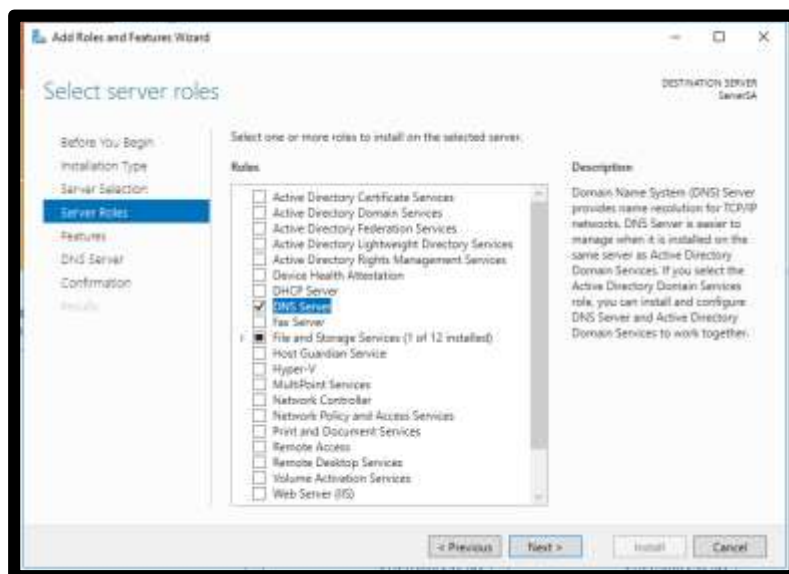 Add Roles and Features Wizard
Select server roles
DESTINATION SERVER
ServerSA
Before You Begin
Installation Type
Server Selection
Server Roles
Features
DNS Server
Confirmation
Results
Select one or more roles to install on the selected server.
Roles
Active Directory Certificate Services
Active Directory Domain Services
Active Directory Federation Services
Active Directory Lightweight Directory Services
Active Directory Rights Management Services
Device Health Attestation
DHCP Server
DNS Server
Fax Server
File and Storage Services (1 of 12 installed)
Host Guardian Service
Hyper-V
MultiPoint Services
Network Controller
Network Policy and Access Services
Print and Document Services
Remote Access
Remote Desktop Services
Volume Activation Services
Web Server (IIS)
Description
Domain Name System (DNS) Server
provides name resolution for TCP/IP
networks. DNS Server is easier to
manage when it is installed on the
same server as Active Directory
Domain Services. If you select the
Active Directory Domain Services
role, you can install and configure
DNS Server and Active Directory
Domain Services to work together.
< Previous
Next >
Install
Cancel